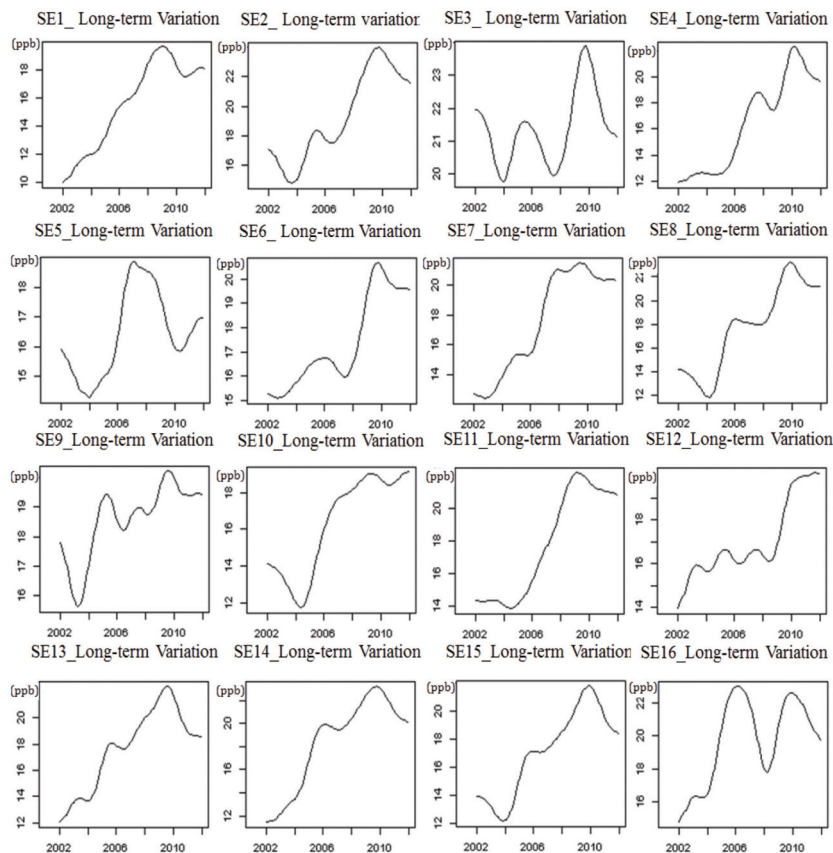 SE1_ Long-term Variation
(ppb)
18
16
14
12
10
2002 2006 2010
SE2_ Long-term variation
(ppb)
22
20
18
16
2002 2006 2010
SE3_ Long-term Variation
(ppb)
23
22
21
20
2002 2006 2010
SE4_ Long-term Variation
(ppb)
20
18
16
14
12
2002 2006 2010
SE5_Long-term Variation
(ppb)
18
17
16
15
2002 2006 2010
SE6_ Long-term Variation
(ppb)
20
19
18
17
16
15
2002 2006 2010
SE7_Long-term Variation
(ppb)
20
18
16
14
2002 2006 2010
SE8_Long-term Variation
(ppb)
22
20
18
16
14
12
2002 2006 2010
SE9_Long-term Variation
(ppb)
19
18
17
16
2002 2006 2010
SE10_Long-term Variation
(ppb)
18
16
14
12
2002 2006 2010
SE11_Long-term Variation
(ppb)
20
18
16
14
2002 2006 2010
SE12_Long-term Variation
(ppb)
18
16
14
2002 2006 2010
SE13_Long-term Variation
(ppb)
20
18
16
14
12
2002 2006 2010
SE14_Long-term Variation
(ppb)
20
18
16
14
12
2002 2006 2010
SE15_Long-term Variation
(ppb)
20
18
16
14
12
2002 2006 2010
SE16_Long-term Variation
(ppb)
22
20
18
16
2002 2006 2010